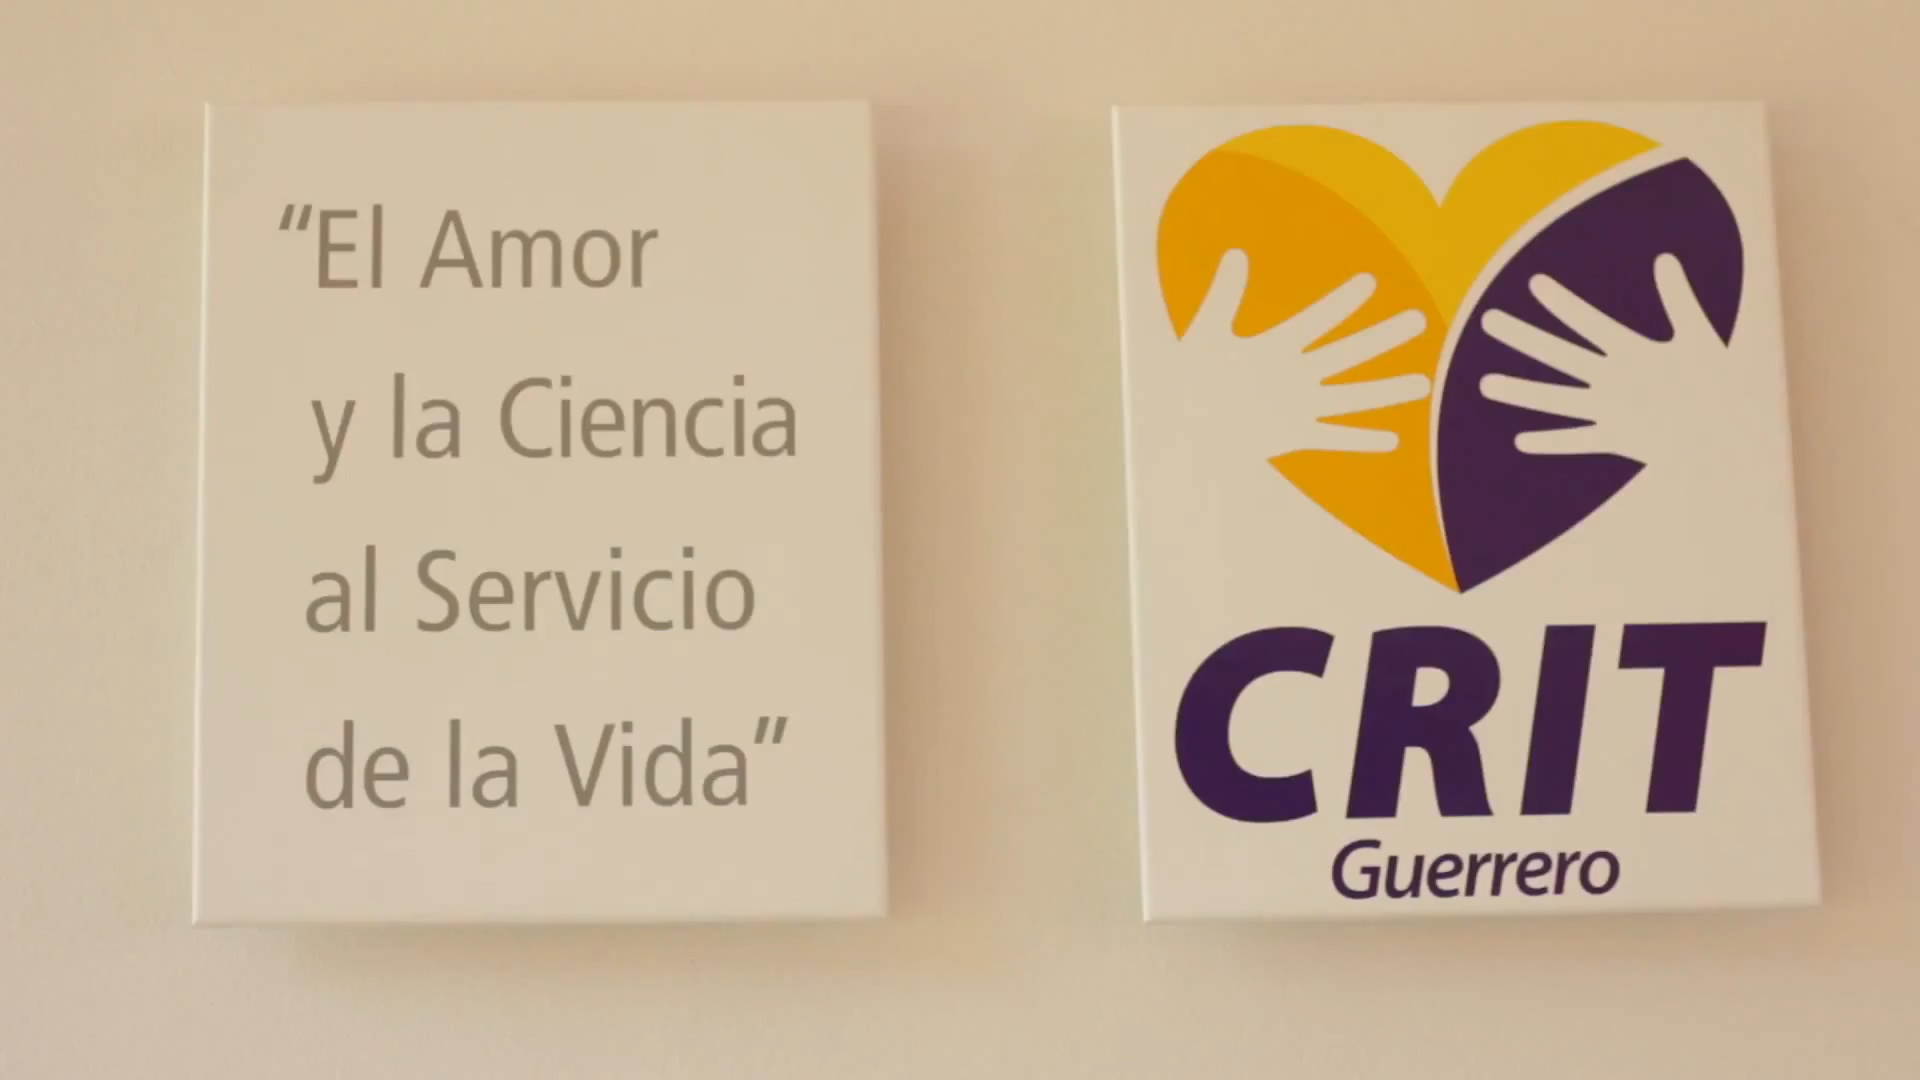 “El Amor
y la Ciencia
al Servicio
de la Vida”
CRIT
Guerrero